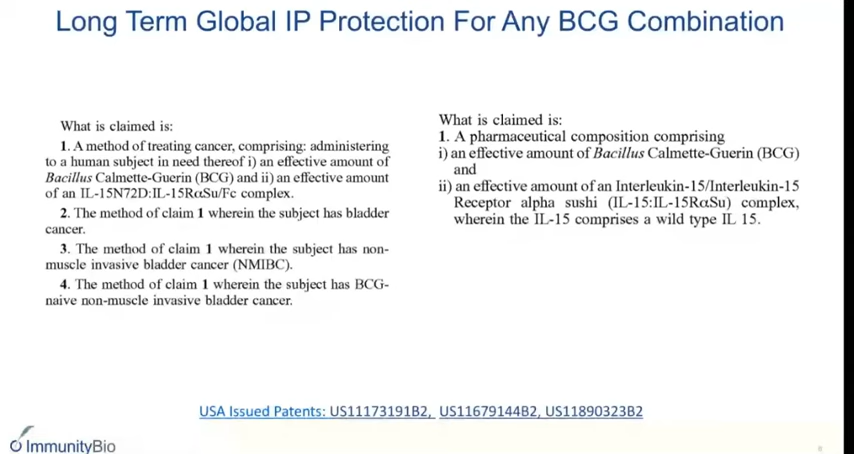 Long Term Global IP Protection For Any BCG Combination
What is claimed is:
1. A method of treating cancer, comprising: administering
to a human subject in need thereof i) an effective amount of
Bacillus Calmette-Guerin (BCG) and ii) an effective amount
of an IL-15N72D:IL-15RαSu/Fc complex.
2. The method of claim 1 wherein the subject has bladder
cancer.
3. The method of claim 1 wherein the subject has non-
muscle invasive bladder cancer (NMIBC).
4. The method of claim 1 wherein the subject has BCG-
naive non-muscle invasive bladder cancer.
What is claimed is:
1. A pharmaceutical composition comprising
i) an effective amount of Bacillus Calmette-Guerin (BCG)
and
ii) an effective amount of an Interleukin-15/Interleukin-15
Receptor alpha sushi (IL-15:IL-15RαSu) complex,
wherein the IL-15 comprises a wild type IL 15.
USA Issued Patents: US11173191B2, US11679144B2, US11890323B2
ImmunityBio